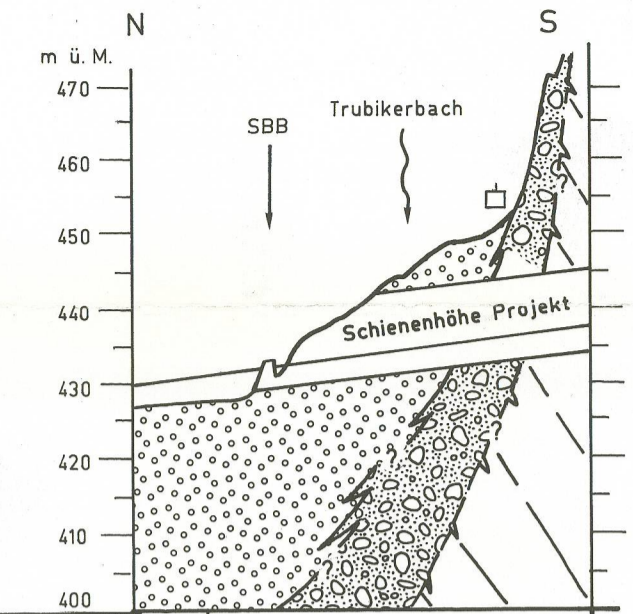 N
S
m ü. M.
470
460
450
440
430
420
410
400
SBB
Trubikerbach
Schienenhöhe Projekt
?
?
?
?
?